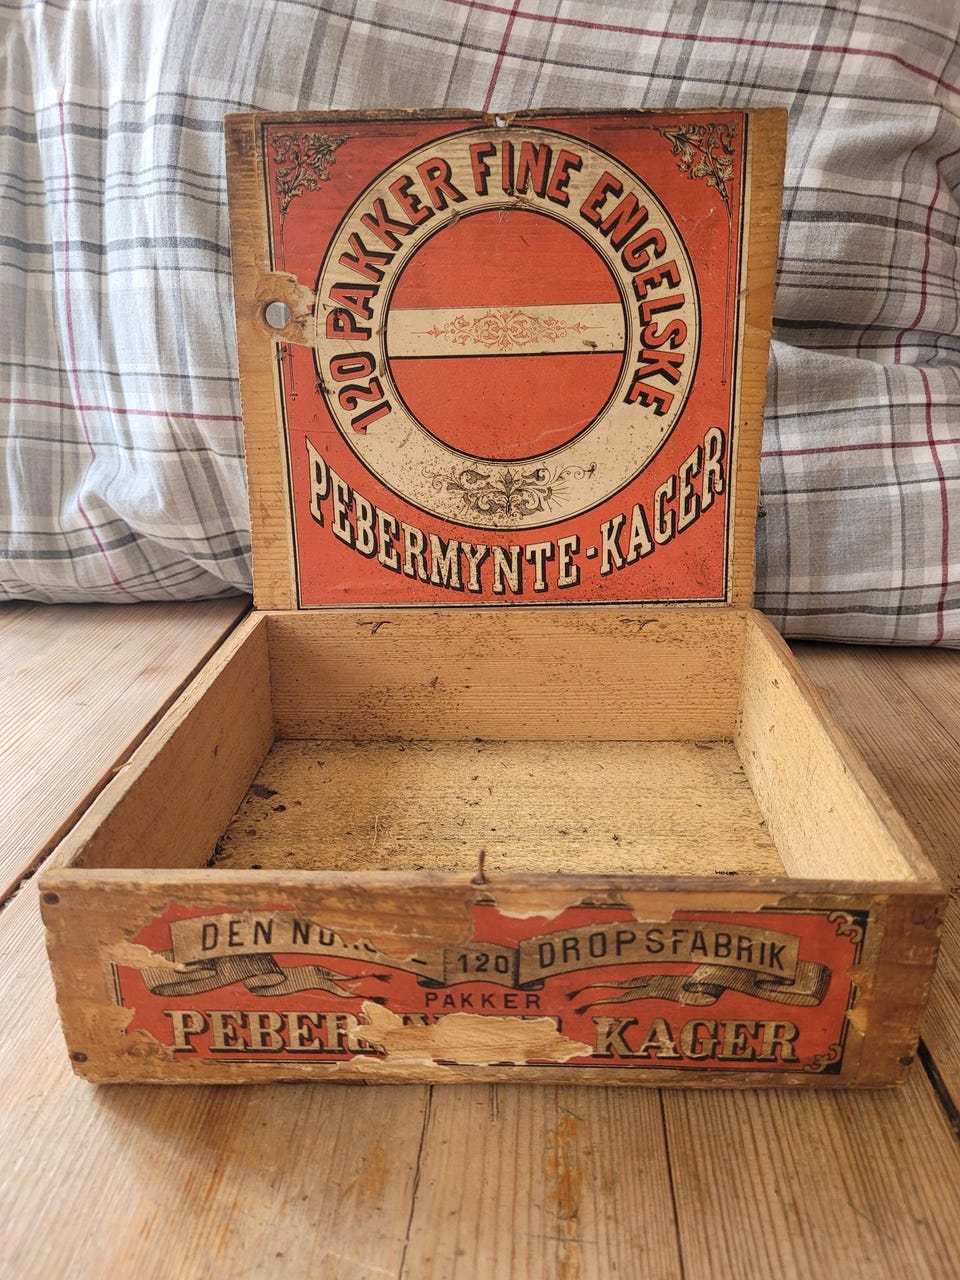 120 PAKKER FINE ENGELSKE
PEBERMYNTE-KAGER
DEN 120 DROPSFABRIK
PAKKER
KAGER